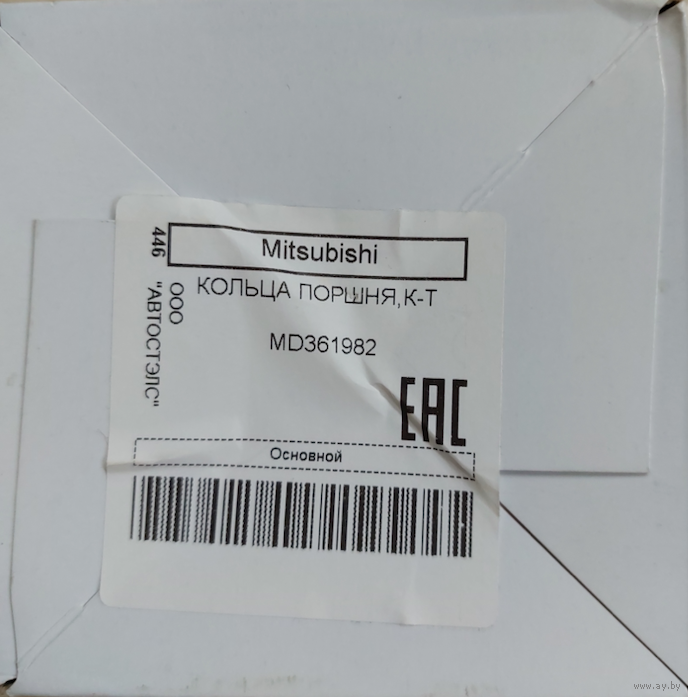 Mitsubishi
КОЛЬЦА ПОРШНЯ,К-Т
MD361982
446
ООО
"АВТОСТЭЛС"
EAC
Основной
www.ay.by